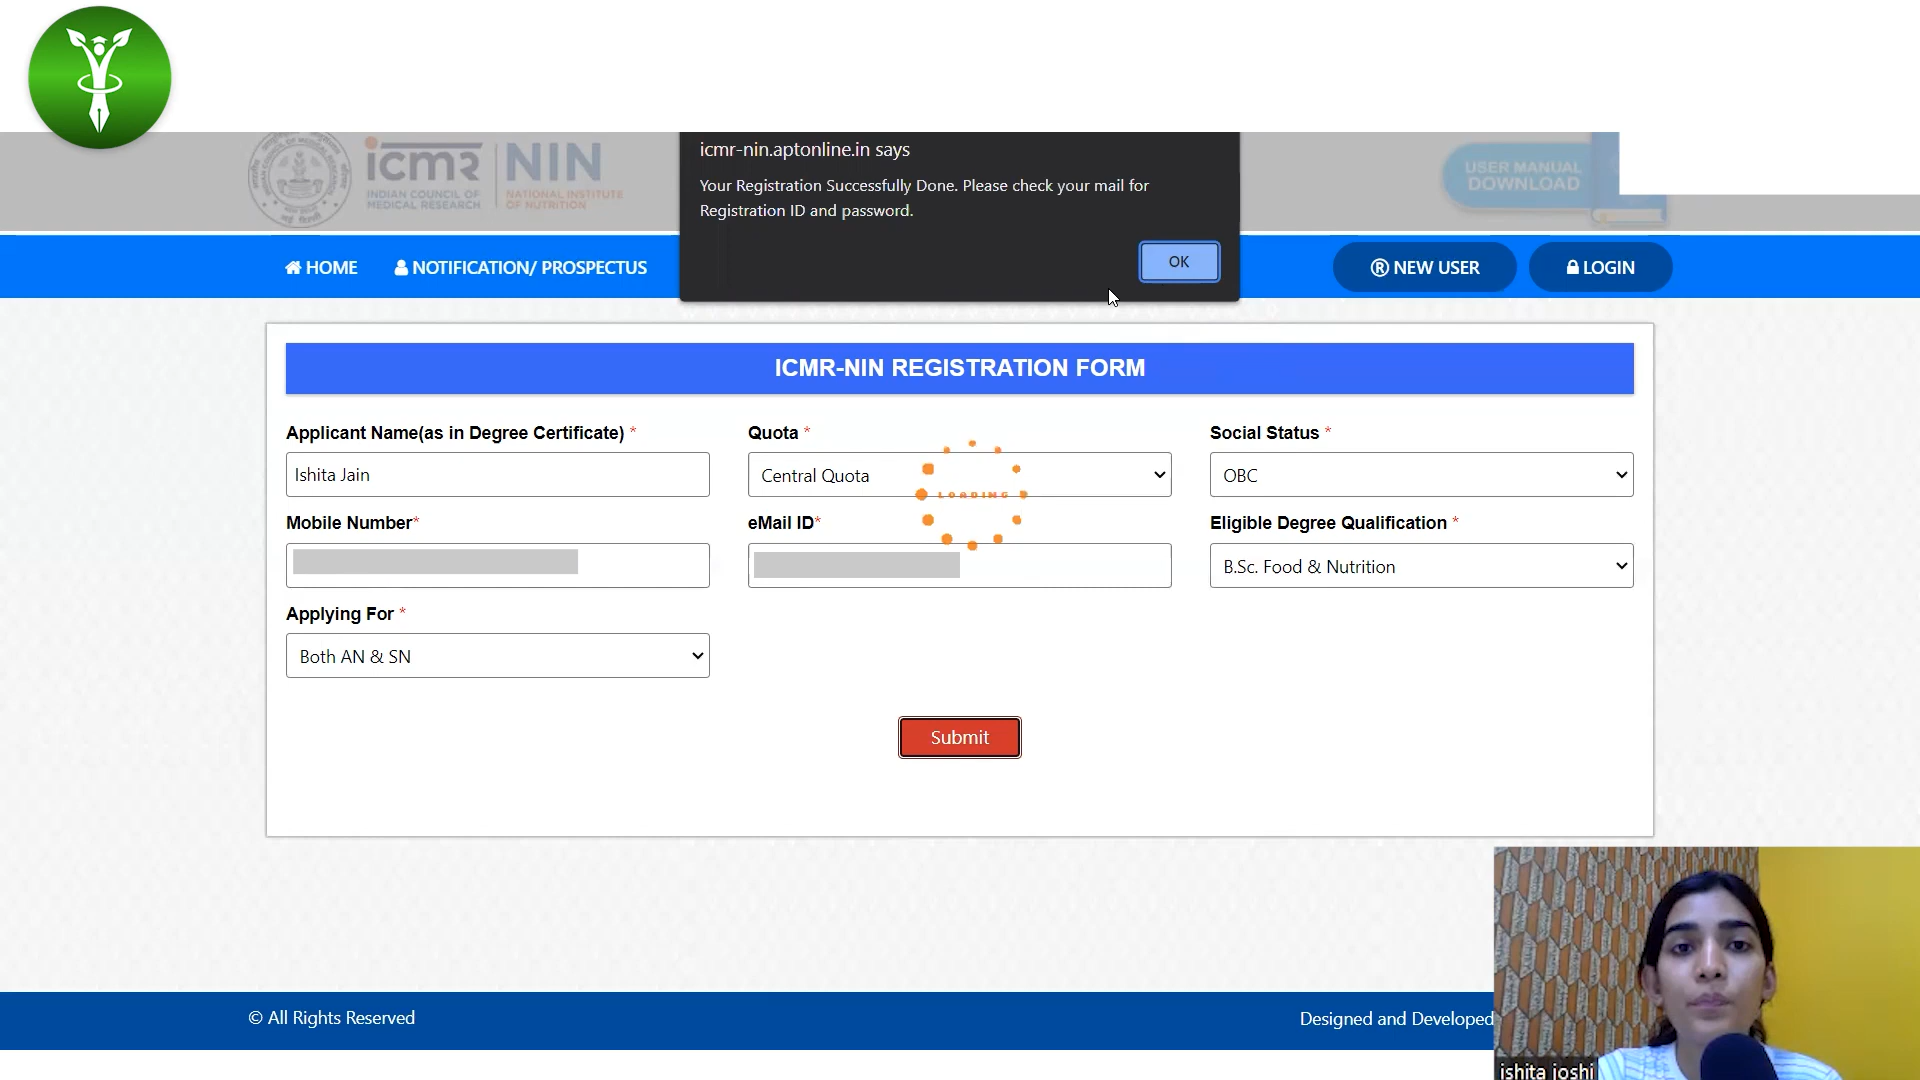 icmr-nin.aptonline.in says
Your Registration Successfully Done. Please check your mail for
Registration ID and password.
OK
icmr
INDIAN COUNCIL OF
MEDICAL RESEARCH
NIN
NATIONAL INSTITUTE
OF NUTRITION
USER MANUAL
DOWNLOAD
HOME
NOTIFICATION/ PROSPECTUS
® NEW USER
LOGIN
ICMR-NIN REGISTRATION FORM
Applicant Name(as in Degree Certificate) *
Ishita Jain
Quota *
Central Quota
Social Status *
OBC
LOADING
Mobile Number*
eMail ID*
Eligible Degree Qualification *
B.Sc. Food & Nutrition
Applying For *
Both AN & SN
Submit
© All Rights Reserved
Designed and Developed
ishita joshi